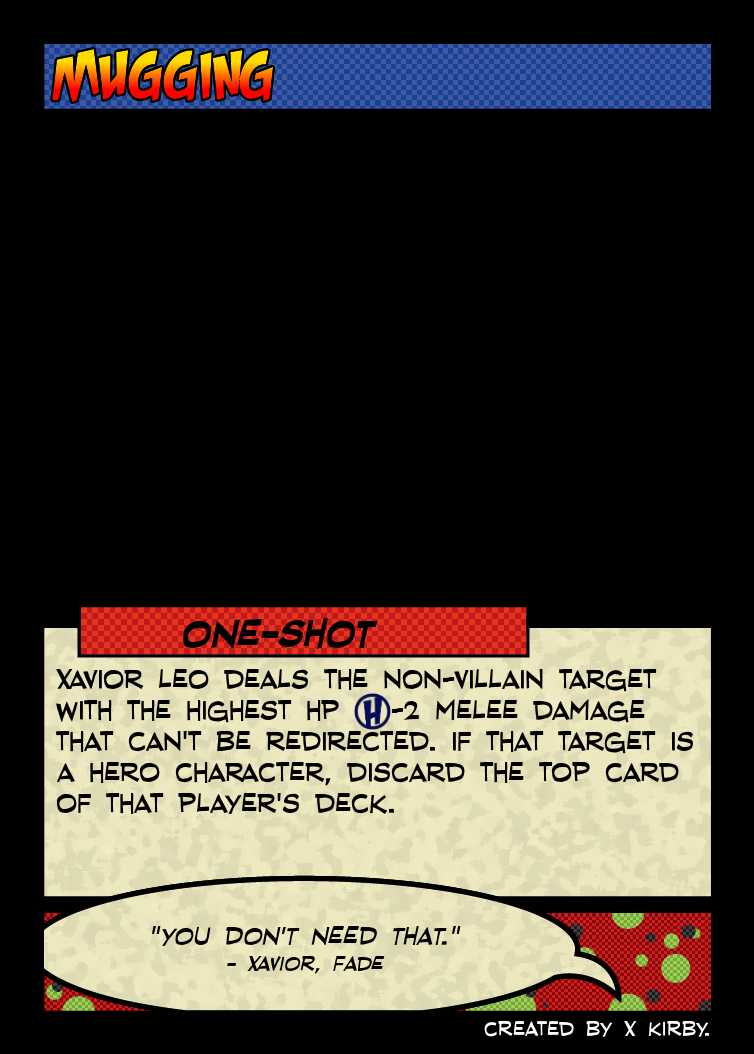 MUGGING
ONE-SHOT
XAVIOR LEO DEALS THE NON-VILLAIN TARGET
WITH THE HIGHEST HP H-2 MELEE DAMAGE
THAT CAN'T BE REDIRECTED. IF THAT TARGET IS
A HERO CHARACTER, DISCARD THE TOP CARD
OF THAT PLAYER'S DECK.
"YOU DON'T NEED THAT."
- XAVIOR, FADE
CREATED BY X KIRBY.